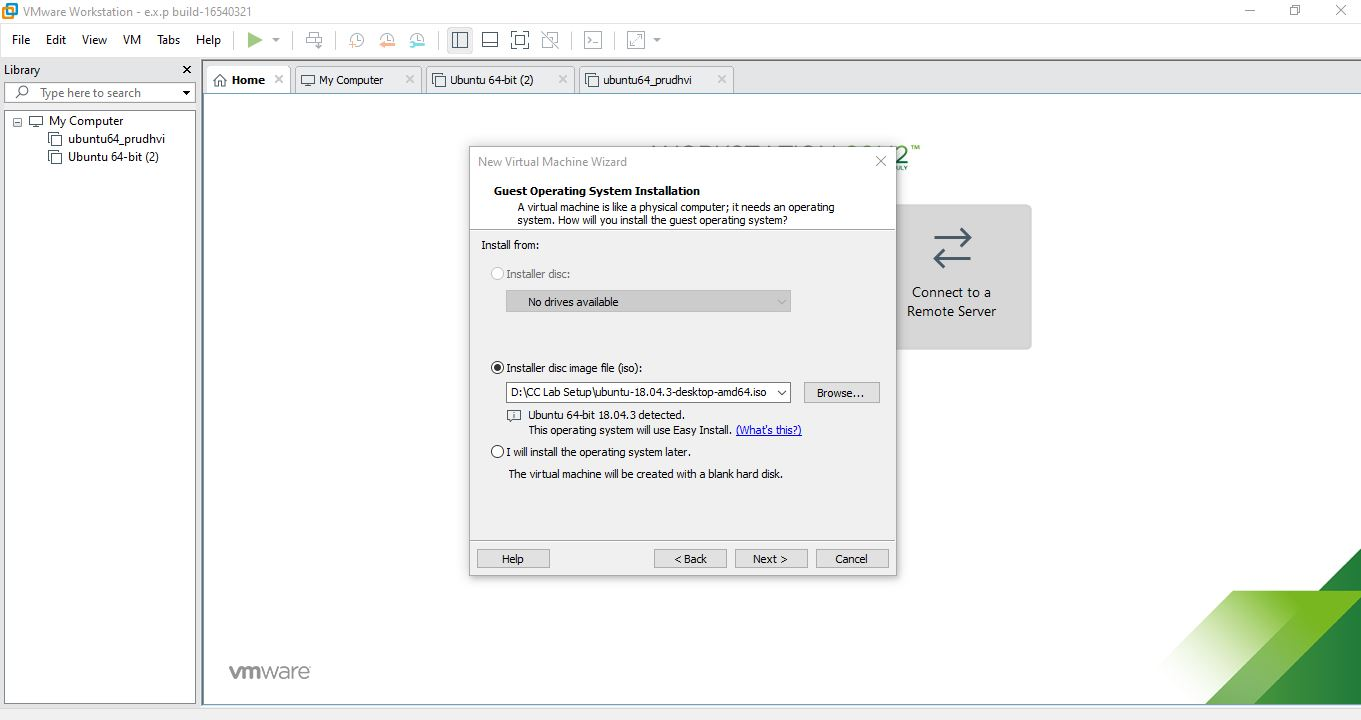 VMware Workstation - e.x.p build-16540321
File Edit View VM Tabs Help
Library
Type here to search
My Computer
ubuntu64_prudhvi
Ubuntu 64-bit (2)
Home
My Computer
Ubuntu 64-bit (2)
ubuntu64_prudhvi
New Virtual Machine Wizard
Guest Operating System Installation
A virtual machine is like a physical computer; it needs an operating
system. How will you install the guest operating system?
Install from:
Installer disc:
No drives available
Installer disc image file (iso):
D:\CC Lab Setup\ubuntu-18.04.3-desktop-amd64.iso
Browse...
Ubuntu 64-bit 18.04.3 detected.
This operating system will use Easy Install. (What's this?)
I will install the operating system later.
The virtual machine will be created with a blank hard disk.
Help
< Back
Next >
Cancel
Connect to a
Remote Server
vmware